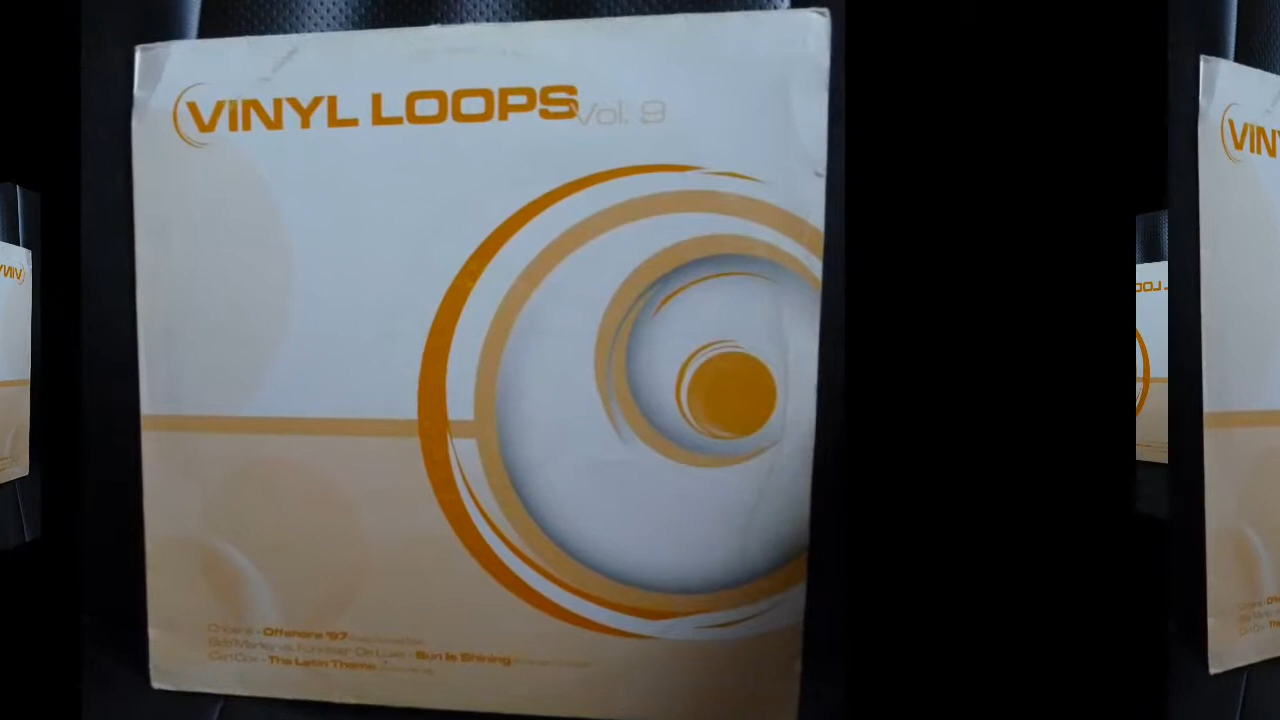 VINYL LOOPS Vol. 9
Chicane - Offshore '97
Bob Marley vs. Funkstar De Luxe - Sun Is Shining
Carl Cox - The Latin Theme
VIN